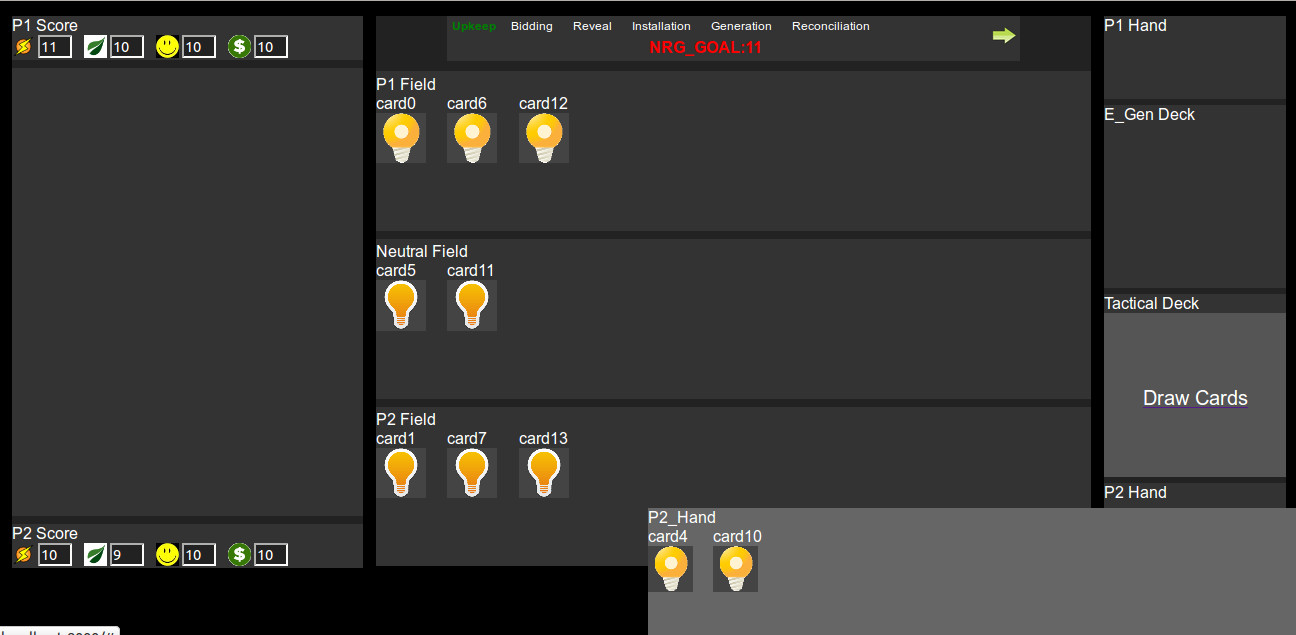 P1 Score
11 10 10 $ 10
Upkeep Bidding Reveal Installation Generation Reconciliation
NRG_GOAL:11
P1 Field
card0 card6 card12
Neutral Field
card5 card11
P2 Field
card1 card7 card13
P1 Hand
E_Gen Deck
Tactical Deck
Draw Cards
P2 Hand
P2 Score
10 9 10 $ 10
P2_Hand
card4 card10